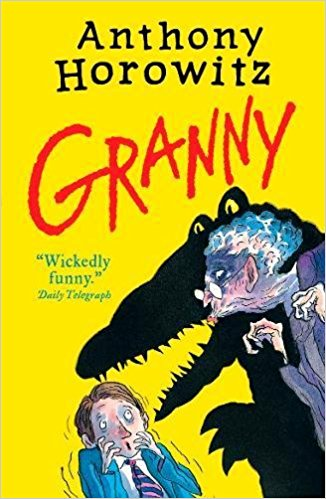 Anthony
Horowitz
GRANNY
“Wickedly
funny.”
Daily Telegraph